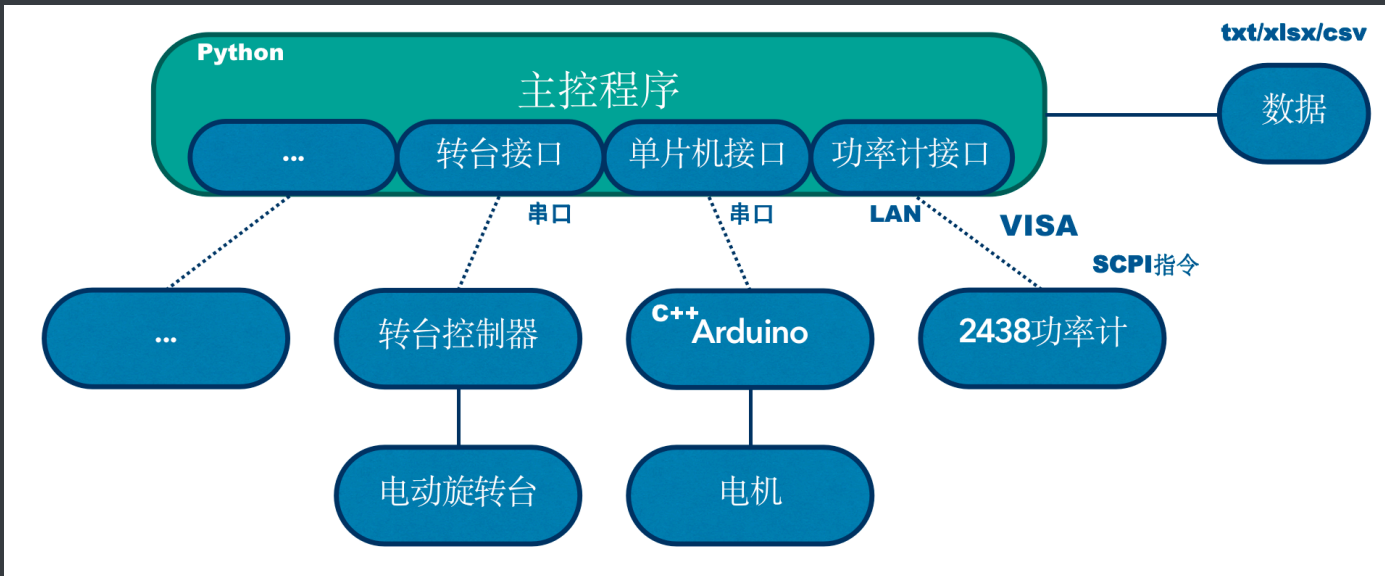 txt/xlsx/csv
Python
主控程序
数据
...
转台接口
单片机接口
功率计接口
串口
串口
LAN
VISA
SCPI指令
...
转台控制器
C++
Arduino
2438功率计
电动旋转台
电机